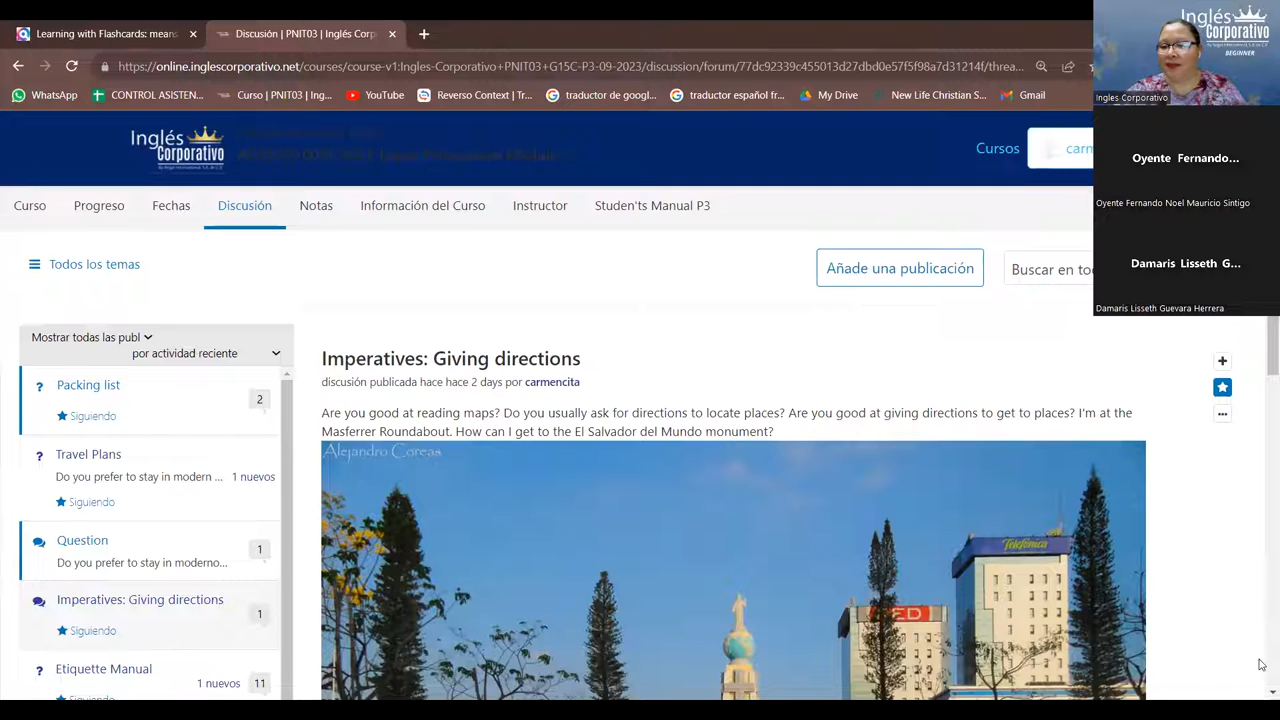 Learning with Flashcards: means
Discusión | PNIT03 | Inglés Corp
https://online.inglescorporativo.net/courses/course-v1:Ingles-Corporativo+PNIT03+G15C-P3-09-2023/discussion/forum/77dc92339c455013d27dbd0e57f5f98a7d31214f/threa...
WhatsApp
CONTROL ASISTEN...
Curso | PNIT03 | Ing...
YouTube
Reverso Context | Tr...
traductor de googl...
traductor español fr...
My Drive
New Life Christian S...
Gmail
Inglés
Corporativo
BEGINNER
Ingles Corporativo
Inglés
Corporativo
Cursos
carm
Oyente Fernando...
Oyente Fernando Noel Mauricio Sintigo
Damaris Lisseth G...
Damaris Lisseth Guevara Herrera
Curso
Progreso
Fechas
Discusión
Notas
Información del Curso
Instructor
Studen'ts Manual P3
Todos los temas
Añade una publicación
Buscar en to
Mostrar todas las publ
por actividad reciente
? Packing list
2
Siguiendo
? Travel Plans
Do you prefer to stay in modern ... 1 nuevos
Siguiendo
Question
1
Do you prefer to stay in moderno...
Imperatives: Giving directions
1
Siguiendo
? Etiquette Manual
1 nuevos 11
Siguiendo
Imperatives: Giving directions
discusión publicada hace hace 2 days por carmencita
Are you good at reading maps? Do you usually ask for directions to locate places? Are you good at giving directions to get to places? I'm at the
Masferrer Roundabout. How can I get to the El Salvador del Mundo monument?
Alejandro Coreas
Telefónica